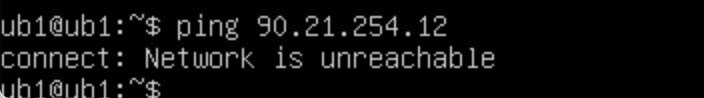 ub1@ub1:~$ ping 90.21.254.12
connect: Network is unreachable
ub1@ub1:~$